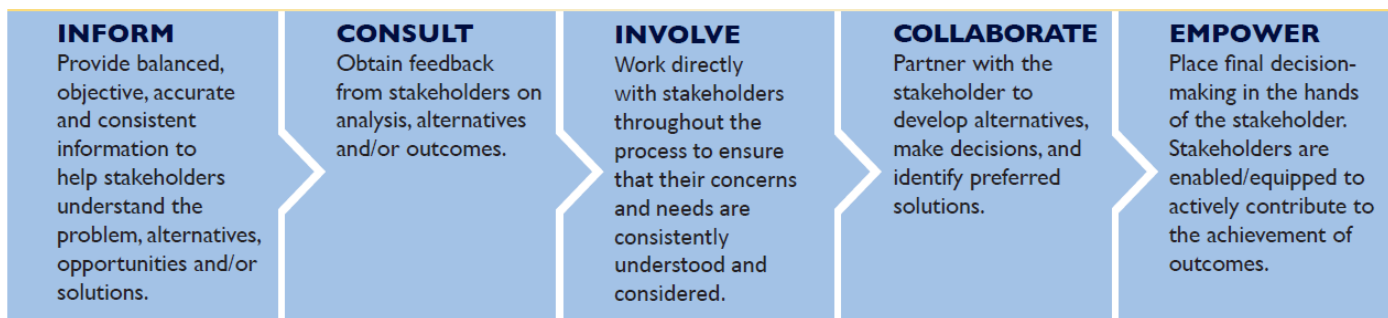 INFORM
Provide balanced,
objective, accurate
and consistent
information to
help stakeholders
understand the
problem, alternatives,
opportunities and/or
solutions.
CONSULT
Obtain feedback
from stakeholders on
analysis, alternatives
and/or outcomes.
INVOLVE
Work directly
with stakeholders
throughout the
process to ensure
that their concerns
and needs are
consistently
understood and
considered.
COLLABORATE
Partner with the
stakeholder to
develop alternatives,
make decisions, and
identify preferred
solutions.
EMPOWER
Place final decision-
making in the hands
of the stakeholder.
Stakeholders are
enabled/equipped to
actively contribute to
the achievement of
outcomes.